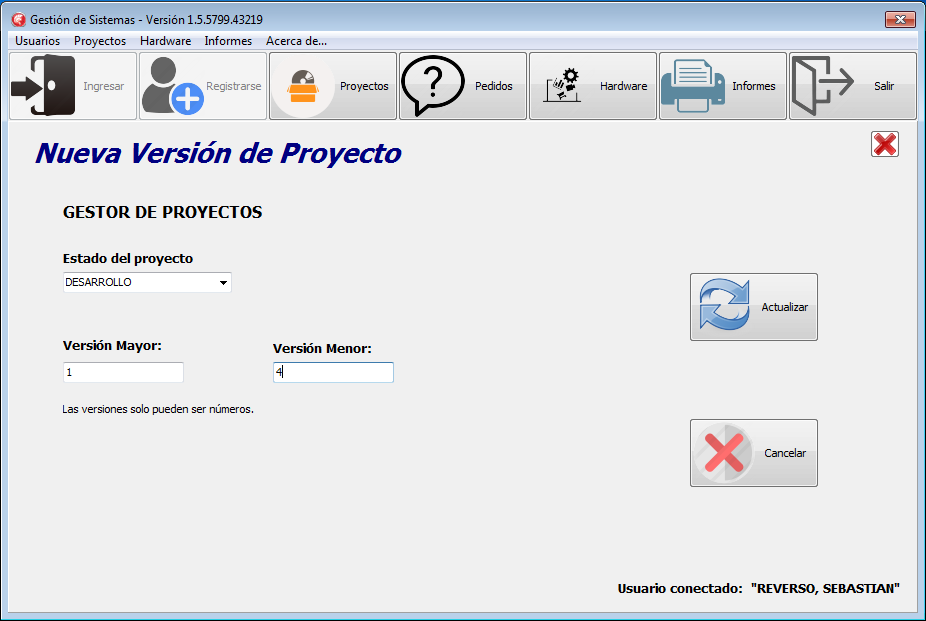 Gestión de Sistemas - Versión 1.5.5799.43219
Usuarios Proyectos Hardware Informes Acerca de...
Ingresar Registrarse Proyectos Pedidos Hardware Informes Salir
Nueva Versión de Proyecto
GESTOR DE PROYECTOS
Estado del proyecto
DESARROLLO
Actualizar
Versión Mayor: Versión Menor:
1 4
Las versiones solo pueden ser números.
Cancelar
Usuario conectado: "REVERSO, SEBASTIAN"